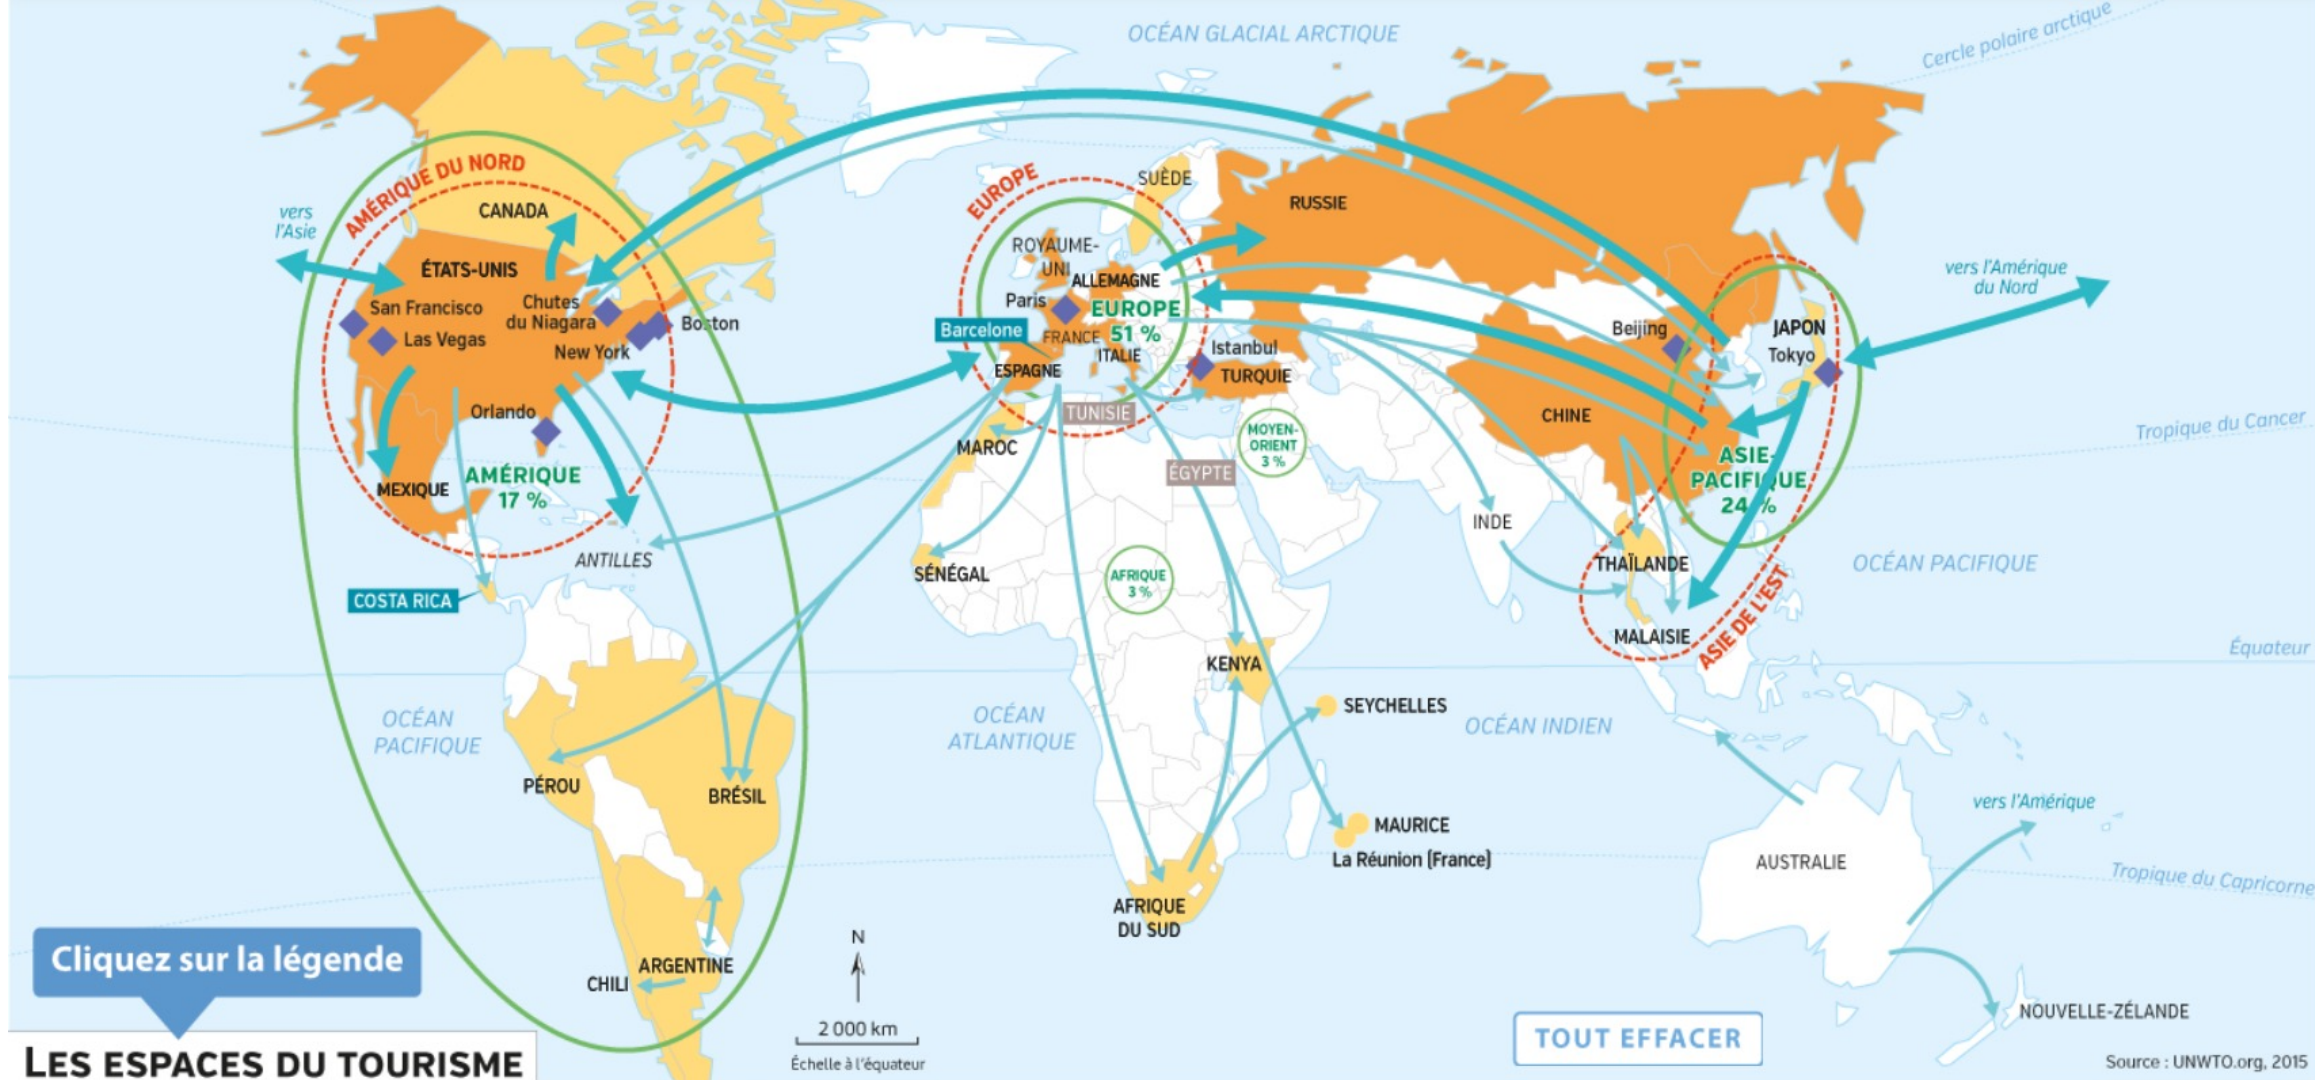 OCÉAN GLACIAL ARCTIQUE
Cercle polaire arctique
AMÉRIQUE DU NORD
vers
l'Asie
CANADA
ÉTATS-UNIS
San Francisco
Las Vegas
Chutes
du Niagara
Boston
New York
Orlando
AMÉRIQUE
17 %
MEXIQUE
ANTILLES
COSTA RICA
EUROPE
SUÈDE
ROYAUME-
UNI
ALLEMAGNE
Paris
EUROPE
51 %
Barcelone
FRANCE
ITALIE
ESPAGNE
Istanbul
TURQUIE
RUSSIE
TUNISIE
MAROC
MOYEN-
ORIENT
3 %
ÉGYPTE
SÉNÉGAL
AFRIQUE
3 %
Beijing
JAPON
Tokyo
vers l'Amérique
du Nord
CHINE
ASIE-
PACIFIQUE
24 %
Tropique du Cancer
INDE
THAÏLANDE
MALAISIE
ASIE DE L'EST
OCÉAN PACIFIQUE
Équateur
KENYA
SEYCHELLES
OCÉAN INDIEN
OCÉAN
PACIFIQUE
OCÉAN
ATLANTIQUE
PÉROU
BRÉSIL
MAURICE
La Réunion (France)
vers l'Amérique
AUSTRALIE
Tropique du Capricorne
AFRIQUE
DU SUD
ARGENTINE
CHILI
N
2 000 km
Échelle à l'équateur
NOUVELLE-ZÉLANDE
Cliquez sur la légende
LES ESPACES DU TOURISME
TOUT EFFACER
Source : UNWTO.org, 2015